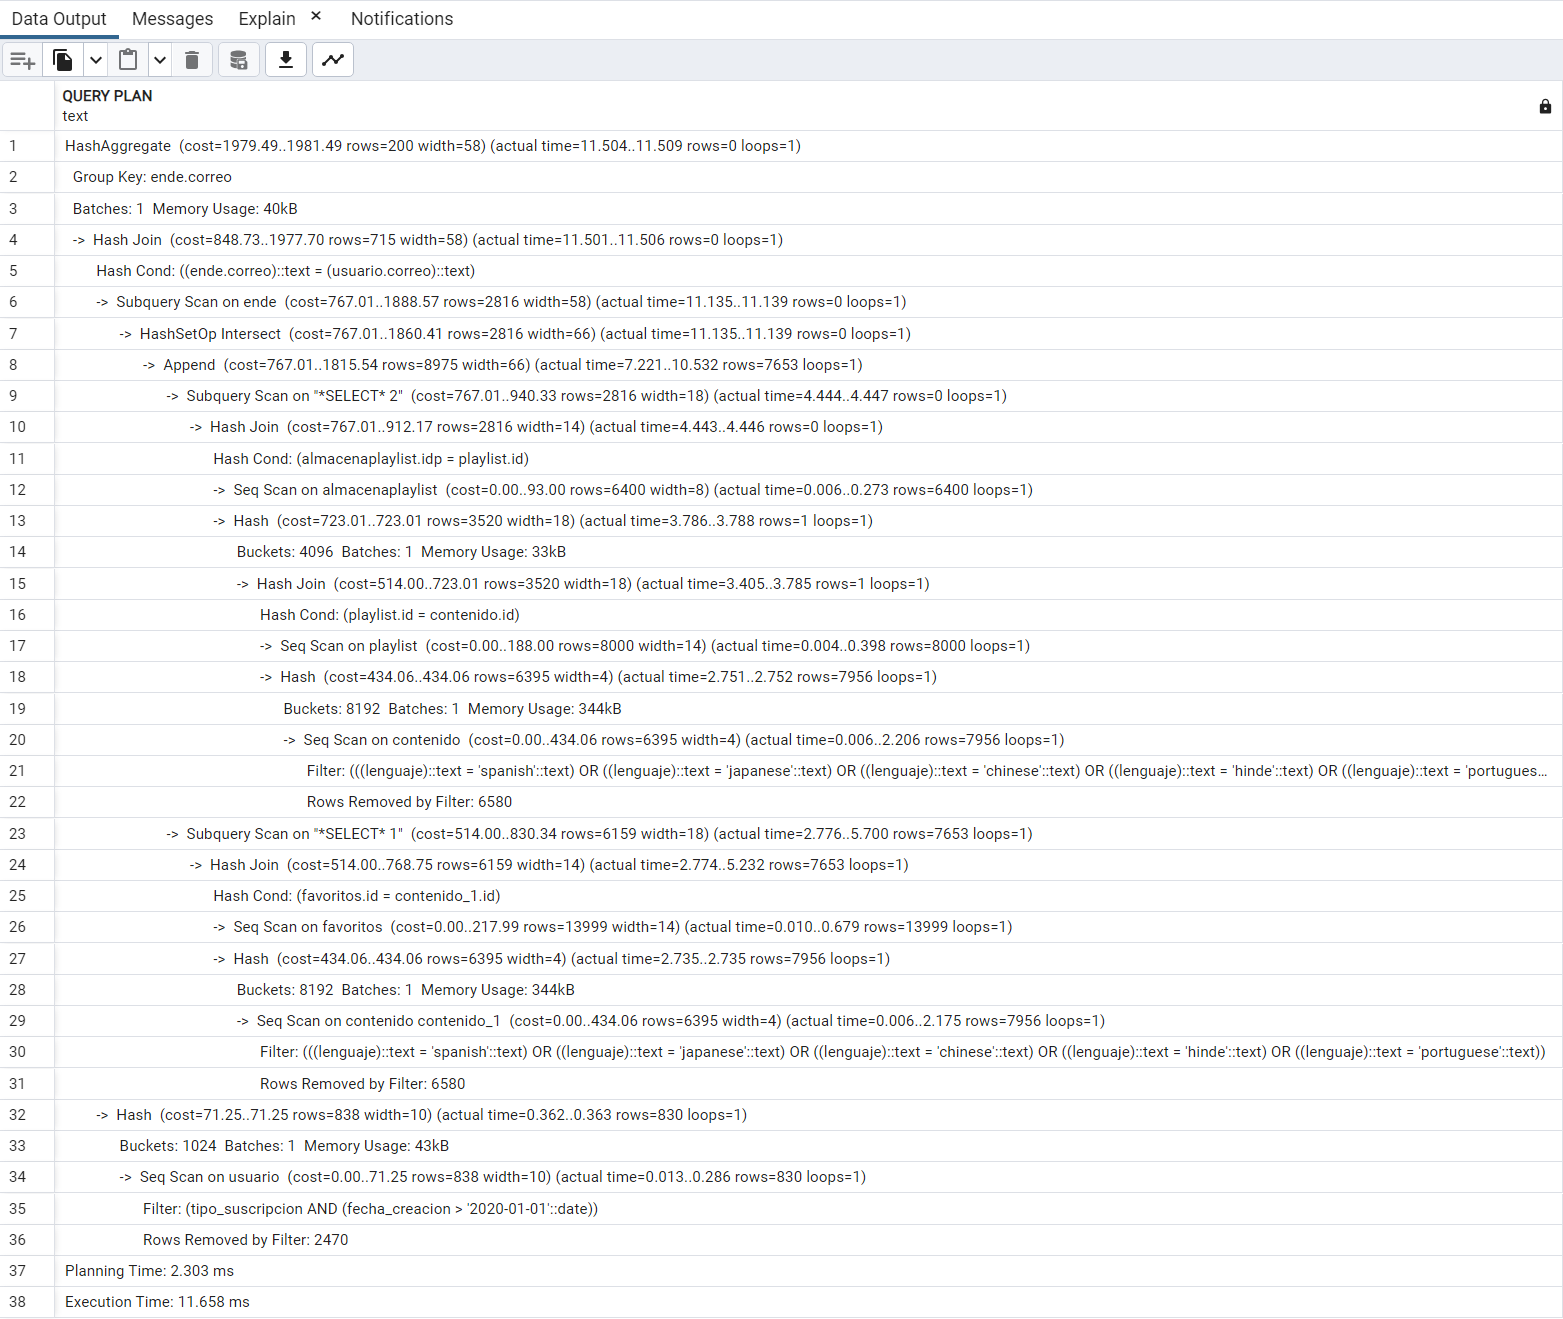 Data Output Messages Explain × Notifications
QUERY PLAN
text
1 HashAggregate (cost=1979.49..1981.49 rows=200 width=58) (actual time=11.504..11.509 rows=0 loops=1)
2 Group Key: ende.correo
3 Batches: 1 Memory Usage: 40kB
4 -> Hash Join (cost=848.73..1977.70 rows=715 width=58) (actual time=11.501..11.506 rows=0 loops=1)
5 Hash Cond: ((ende.correo)::text = (usuario.correo)::text)
6 -> Subquery Scan on ende (cost=767.01..1888.57 rows=2816 width=58) (actual time=11.135..11.139 rows=0 loops=1)
7 -> HashSetOp Intersect (cost=767.01..1860.41 rows=2816 width=66) (actual time=11.135..11.139 rows=0 loops=1)
8 -> Append (cost=767.01..1815.54 rows=8975 width=66) (actual time=7.221..10.532 rows=7653 loops=1)
9 -> Subquery Scan on "*SELECT* 2" (cost=767.01..940.33 rows=2816 width=18) (actual time=4.444..4.447 rows=0 loops=1)
10 -> Hash Join (cost=767.01..912.17 rows=2816 width=14) (actual time=4.443..4.446 rows=0 loops=1)
11 Hash Cond: (almacenaplaylist.idp = playlist.id)
12 -> Seq Scan on almacenaplaylist (cost=0.00..93.00 rows=6400 width=8) (actual time=0.006..0.273 rows=6400 loops=1)
13 -> Hash (cost=723.01..723.01 rows=3520 width=18) (actual time=3.786..3.788 rows=1 loops=1)
14 Buckets: 4096 Batches: 1 Memory Usage: 33kB
15 -> Hash Join (cost=514.00..723.01 rows=3520 width=18) (actual time=3.405..3.785 rows=1 loops=1)
16 Hash Cond: (playlist.id = contenido.id)
17 -> Seq Scan on playlist (cost=0.00..188.00 rows=8000 width=14) (actual time=0.004..0.398 rows=8000 loops=1)
18 -> Hash (cost=434.06..434.06 rows=6395 width=4) (actual time=2.751..2.752 rows=7956 loops=1)
19 Buckets: 8192 Batches: 1 Memory Usage: 344kB
20 -> Seq Scan on contenido (cost=0.00..434.06 rows=6395 width=4) (actual time=0.006..2.206 rows=7956 loops=1)
21 Filter: (((lenguaje)::text = 'spanish'::text) OR ((lenguaje)::text = 'japanese'::text) OR ((lenguaje)::text = 'chinese'::text) OR ((lenguaje)::text = 'hinde'::text) OR ((lenguaje)::text = 'portugues...
22 Rows Removed by Filter: 6580
23 -> Subquery Scan on "*SELECT* 1" (cost=514.00..830.34 rows=6159 width=18) (actual time=2.776..5.700 rows=7653 loops=1)
24 -> Hash Join (cost=514.00..768.75 rows=6159 width=14) (actual time=2.774..5.232 rows=7653 loops=1)
25 Hash Cond: (favoritos.id = contenido_1.id)
26 -> Seq Scan on favoritos (cost=0.00..217.99 rows=13999 width=14) (actual time=0.010..0.679 rows=13999 loops=1)
27 -> Hash (cost=434.06..434.06 rows=6395 width=4) (actual time=2.735..2.735 rows=7956 loops=1)
28 Buckets: 8192 Batches: 1 Memory Usage: 344kB
29 -> Seq Scan on contenido contenido_1 (cost=0.00..434.06 rows=6395 width=4) (actual time=0.006..2.175 rows=7956 loops=1)
30 Filter: (((lenguaje)::text = 'spanish'::text) OR ((lenguaje)::text = 'japanese'::text) OR ((lenguaje)::text = 'chinese'::text) OR ((lenguaje)::text = 'hinde'::text) OR ((lenguaje)::text = 'portuguese'::text))
31 Rows Removed by Filter: 6580
32 -> Hash (cost=71.25..71.25 rows=838 width=10) (actual time=0.362..0.363 rows=830 loops=1)
33 Buckets: 1024 Batches: 1 Memory Usage: 43kB
34 -> Seq Scan on usuario (cost=0.00..71.25 rows=838 width=10) (actual time=0.013..0.286 rows=830 loops=1)
35 Filter: (tipo_suscripcion AND (fecha_creacion > '2020-01-01'::date))
36 Rows Removed by Filter: 2470
37 Planning Time: 2.303 ms
38 Execution Time: 11.658 ms